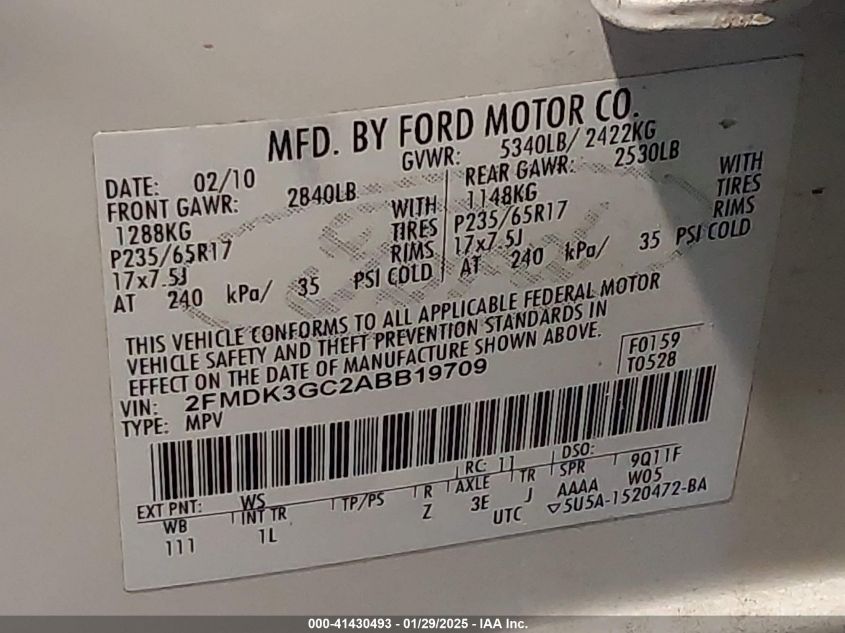 MFD. BY FORD MOTOR CO.
DATE: 02/10 GVWR: 5340LB/ 2422KG
FRONT GAWR: 2840LB REAR GAWR: 2530LB
1288KG WITH 1148KG WITH
P235/65R17 TIRES P235/65R17 TIRES
17x7.5J RIMS 17x7.5J RIMS
AT 240 kPa/ 35 PSI COLD AT 240 kPa/ 35 PSI COLD
THIS VEHICLE CONFORMS TO ALL APPLICABLE FEDERAL MOTOR
VEHICLE SAFETY AND THEFT PREVENTION STANDARDS IN
EFFECT ON THE DATE OF MANUFACTURE SHOWN ABOVE.
VIN: 2FMDK3GC2ABB19709 F0159
TYPE: MPV T0528
EXT PNT: WS RC: 11 DSO: 9Q11F
WB INT TR TP/PS R AXLE TR SPR W05
111 1L Z 3E J AAAA
UTC ▽5U5A-1520472-BA
000-41430493 - 01/29/2025 - IAA Inc.
Ford